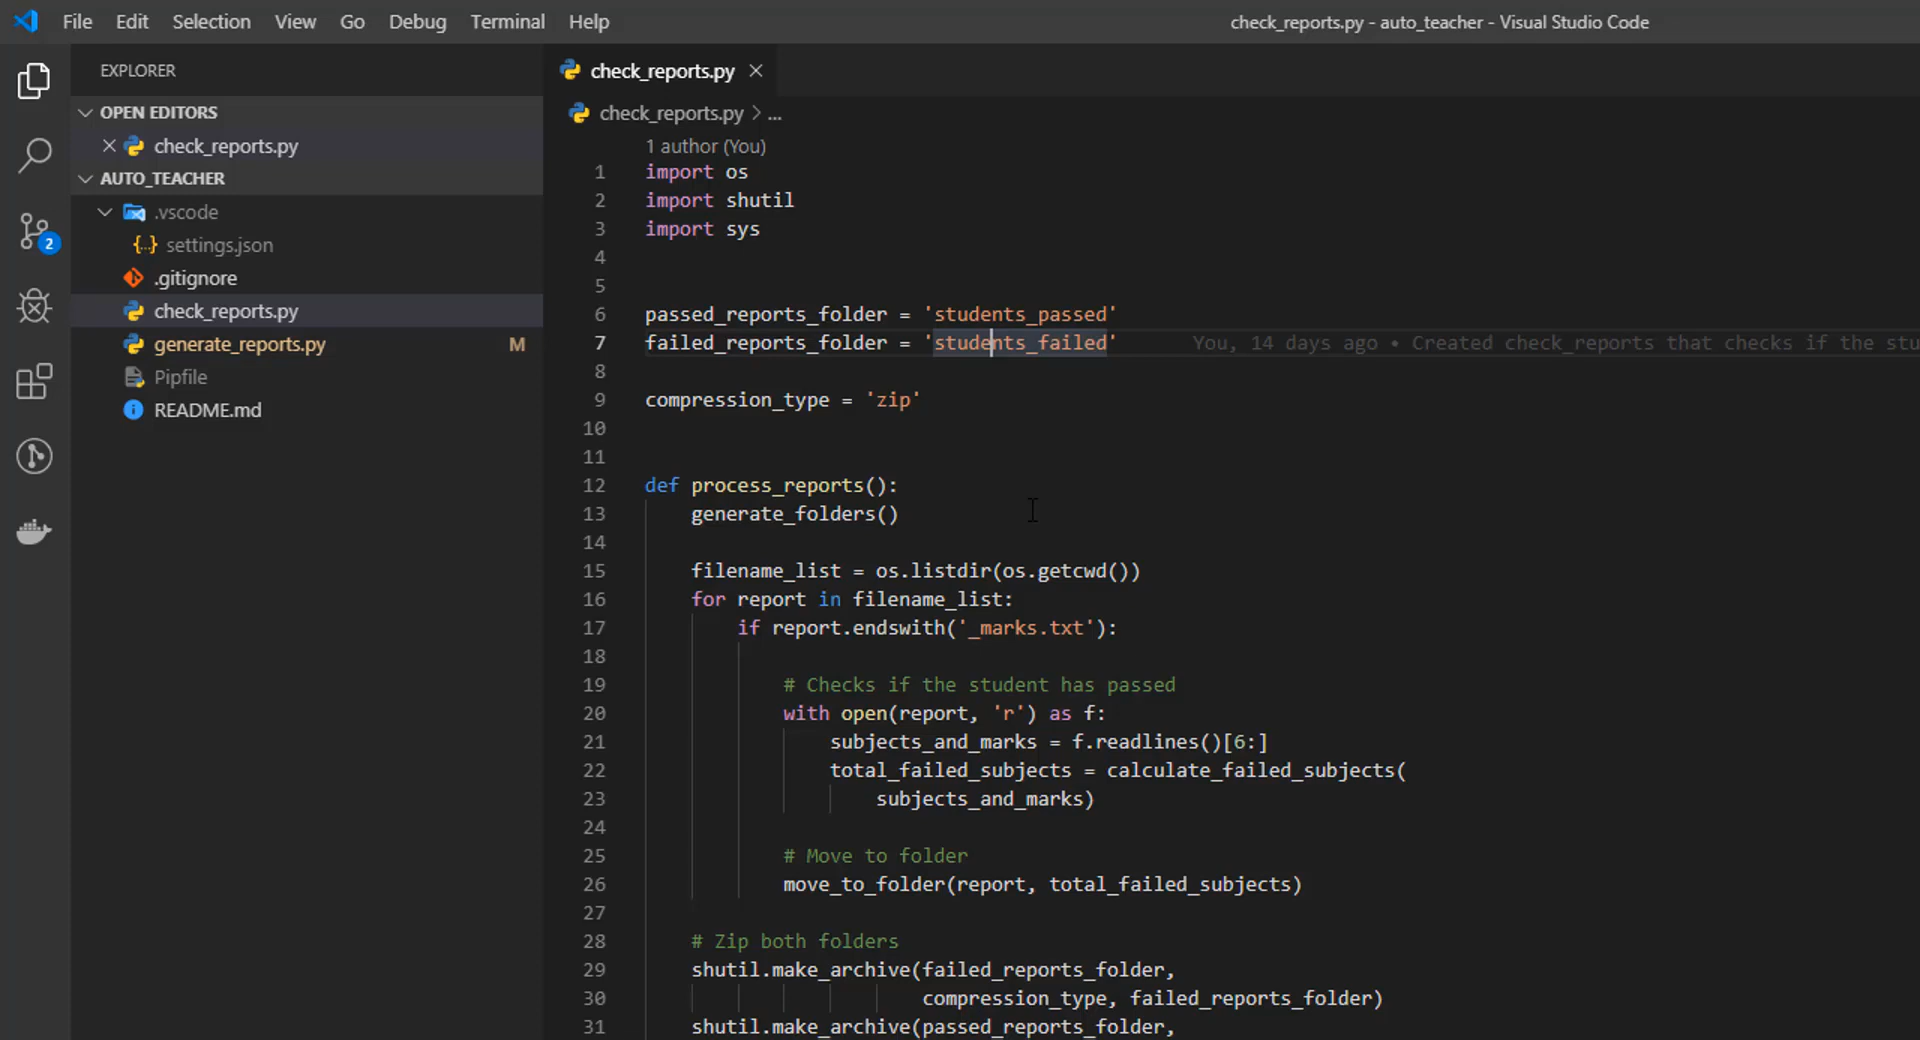 File Edit Selection View Go Debug Terminal Help check_reports.py - auto_teacher - Visual Studio Code
EXPLORER
OPEN EDITORS
check_reports.py
AUTO_TEACHER
.vscode
settings.json
.gitignore
check_reports.py
generate_reports.py M
Pipfile
README.md
2
check_reports.py
check_reports.py > ...
1 author (You)
1 import os
2 import shutil
3 import sys
4
5
6 passed_reports_folder = 'students_passed'
7 failed_reports_folder = 'students_failed' You, 14 days ago • Created check_reports that checks if the stu
8
9 compression_type = 'zip'
10
11
12 def process_reports():
13 generate_folders()
14
15 filename_list = os.listdir(os.getcwd())
16 for report in filename_list:
17 if report.endswith('_marks.txt'):
18
19 # Checks if the student has passed
20 with open(report, 'r') as f:
21 subjects_and_marks = f.readlines()[6:]
22 total_failed_subjects = calculate_failed_subjects(
23 subjects_and_marks)
24
25 # Move to folder
26 move_to_folder(report, total_failed_subjects)
27
28 # Zip both folders
29 shutil.make_archive(failed_reports_folder,
30 compression_type, failed_reports_folder)
31 shutil.make_archive(passed_reports_folder,